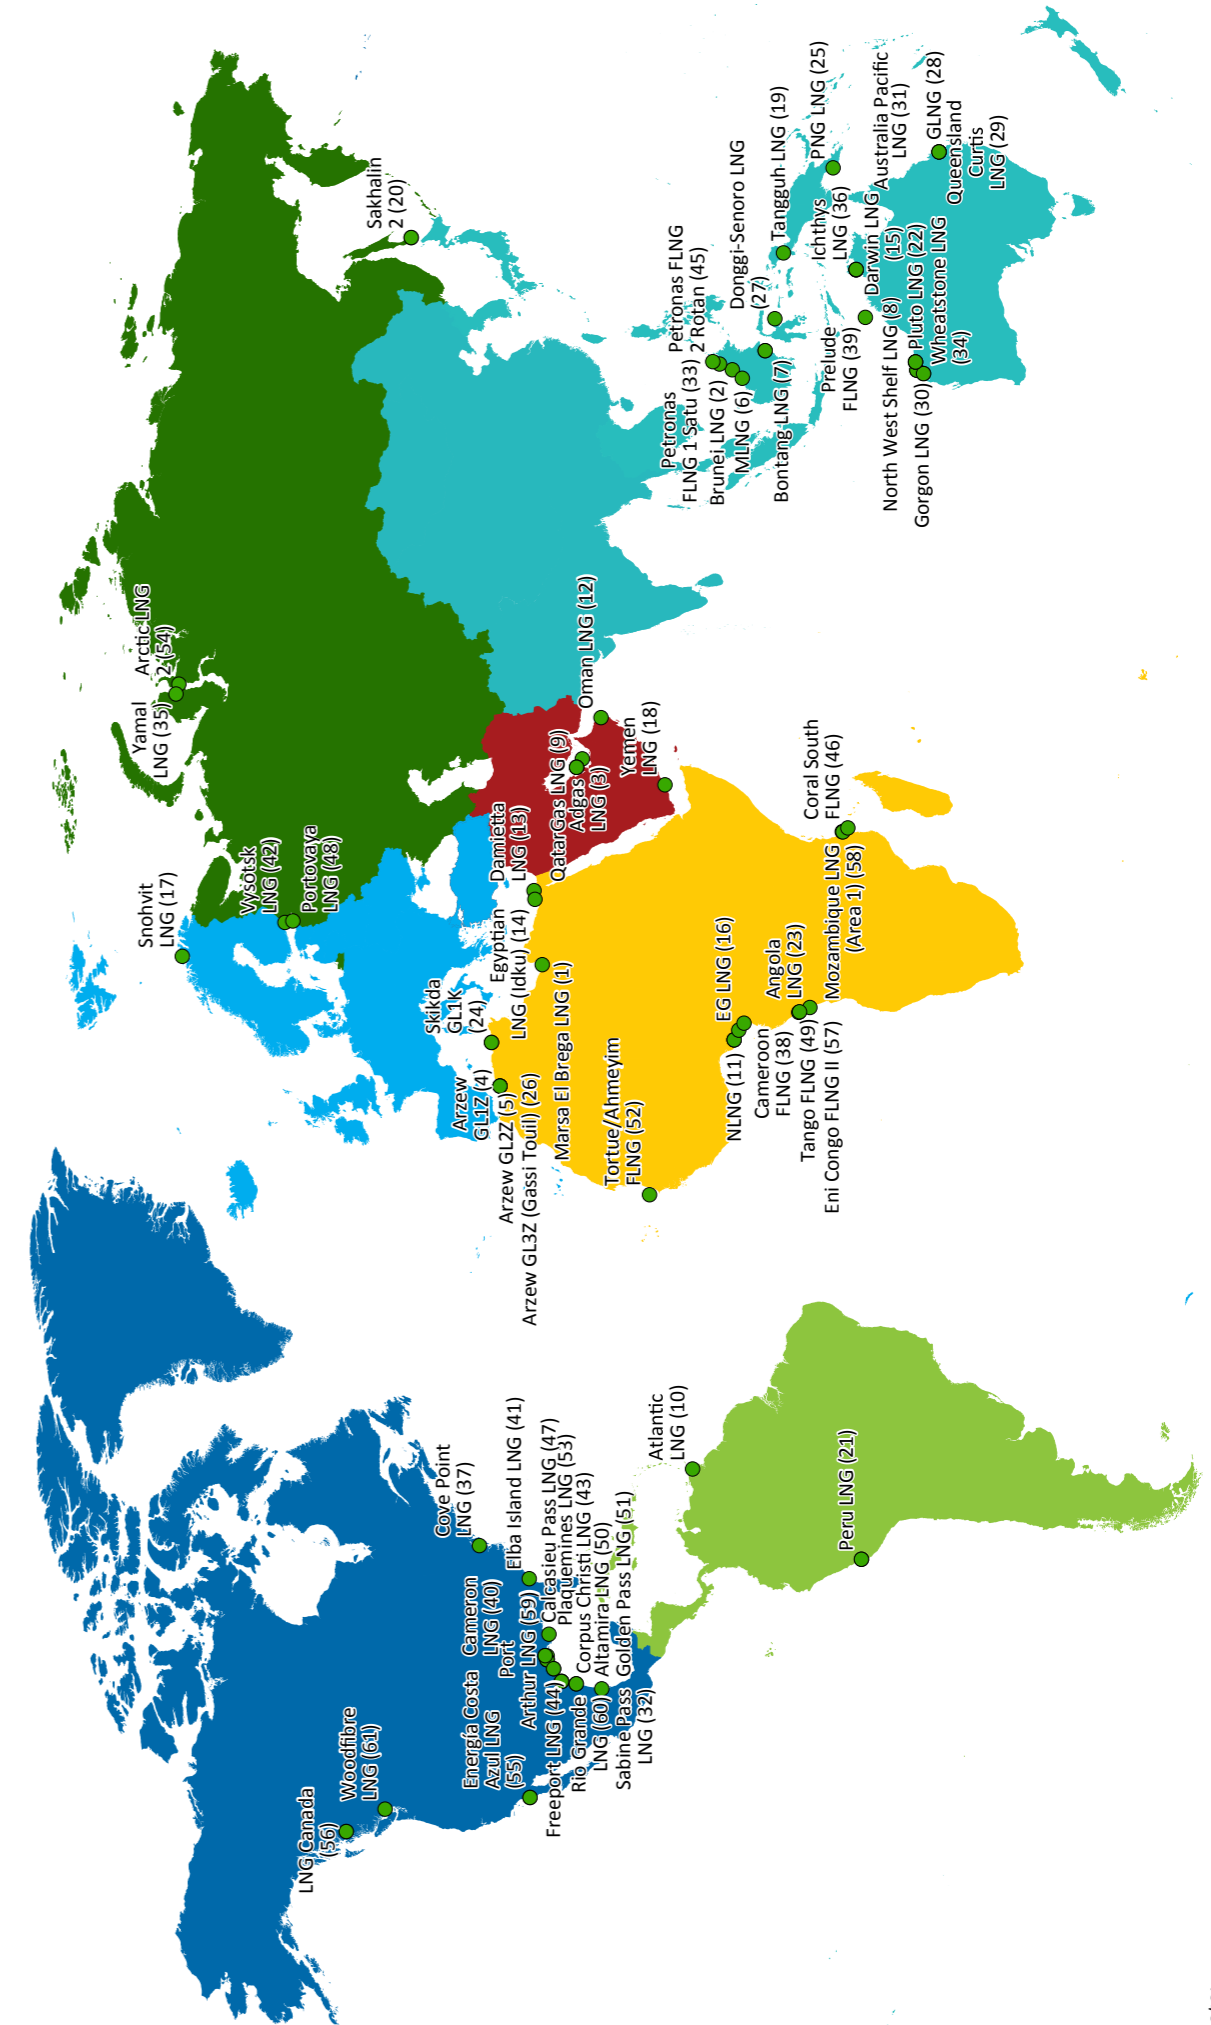 LNG Canada
(56)
Woodfibre
LNG (61)
Energía Costa
Azul LNG
(55)
Cameron
LNG (40)
Port
Arthur LNG (59)
Freeport LNG (44)
Rio Grande
LNG (60)
Sabine Pass
LNG (32)
Cove Point
LNG (37)
Elba Island LNG (41)
Calcasieu Pass LNG (47)
Plaquemines LNG (53)
Corpus Christi LNG (43)
Altamira LNG (50)
Golden Pass LNG (51)
Atlantic
LNG (10)
Peru LNG (21)
Snohvit
LNG (17)
Vysotsk
LNG (42)
Portovaya
LNG (48)
Yamal
LNG (35)
Arctic LNG
2 (54)
Sakhalin
2 (20)
Skikda
GL1K
(24)
Arzew
GL1Z (4)
Arzew GL2Z (5)
Arzew GL3Z (Gassi Touil) (26)
Marsa El Brega LNG (1)
Egyptian
LNG (Idku) (14)
Damietta
LNG (13)
QatarGas LNG (9)
Adgas
LNG (3)
Oman LNG (12)
Yemen
LNG (18)
Tortue/Ahmeyim
FLNG (52)
NLNG (11)
EG LNG (16)
Cameroon
FLNG (38)
Angola
LNG (23)
Tango FLNG (49)
Eni Congo FLNG II (57)
Mozambique LNG
(Area 1) (58)
Coral South
FLNG (46)
Petronas
FLNG 1 Satu (33)
Petronas FLNG
2 Rotan (45)
Brunei LNG (2)
MLNG (6)
Bontang LNG (7)
Donggi-Senoro LNG
(27)
Tangguh LNG (19)
PNG LNG (25)
Prelude
FLNG (39)
Ichthys
LNG (36)
Darwin LNG
(15)
Australia Pacific
LNG (31)
GLNG (28)
Queensland
Curtis
LNG (29)
North West Shelf LNG (8)
Pluto LNG (22)
Gorgon LNG (30)
Wheatstone LNG
(34)